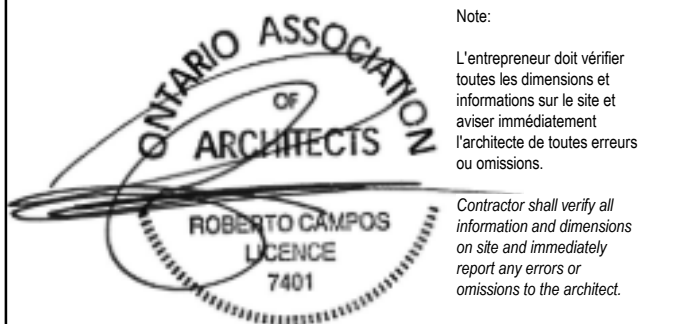 ONTARIO ASSOCIATION
OF
ARCHITECTS
ROBERTO CAMPOS
LICENCE
7401
Note:
L'entrepreneur doit vérifier
toutes les dimensions et
informations sur le site et
aviser immédiatement
l'architecte de toutes erreurs
ou omissions.
Contractor shall verify all
information and dimensions
on site and immediately
report any errors or
omissions to the architect.